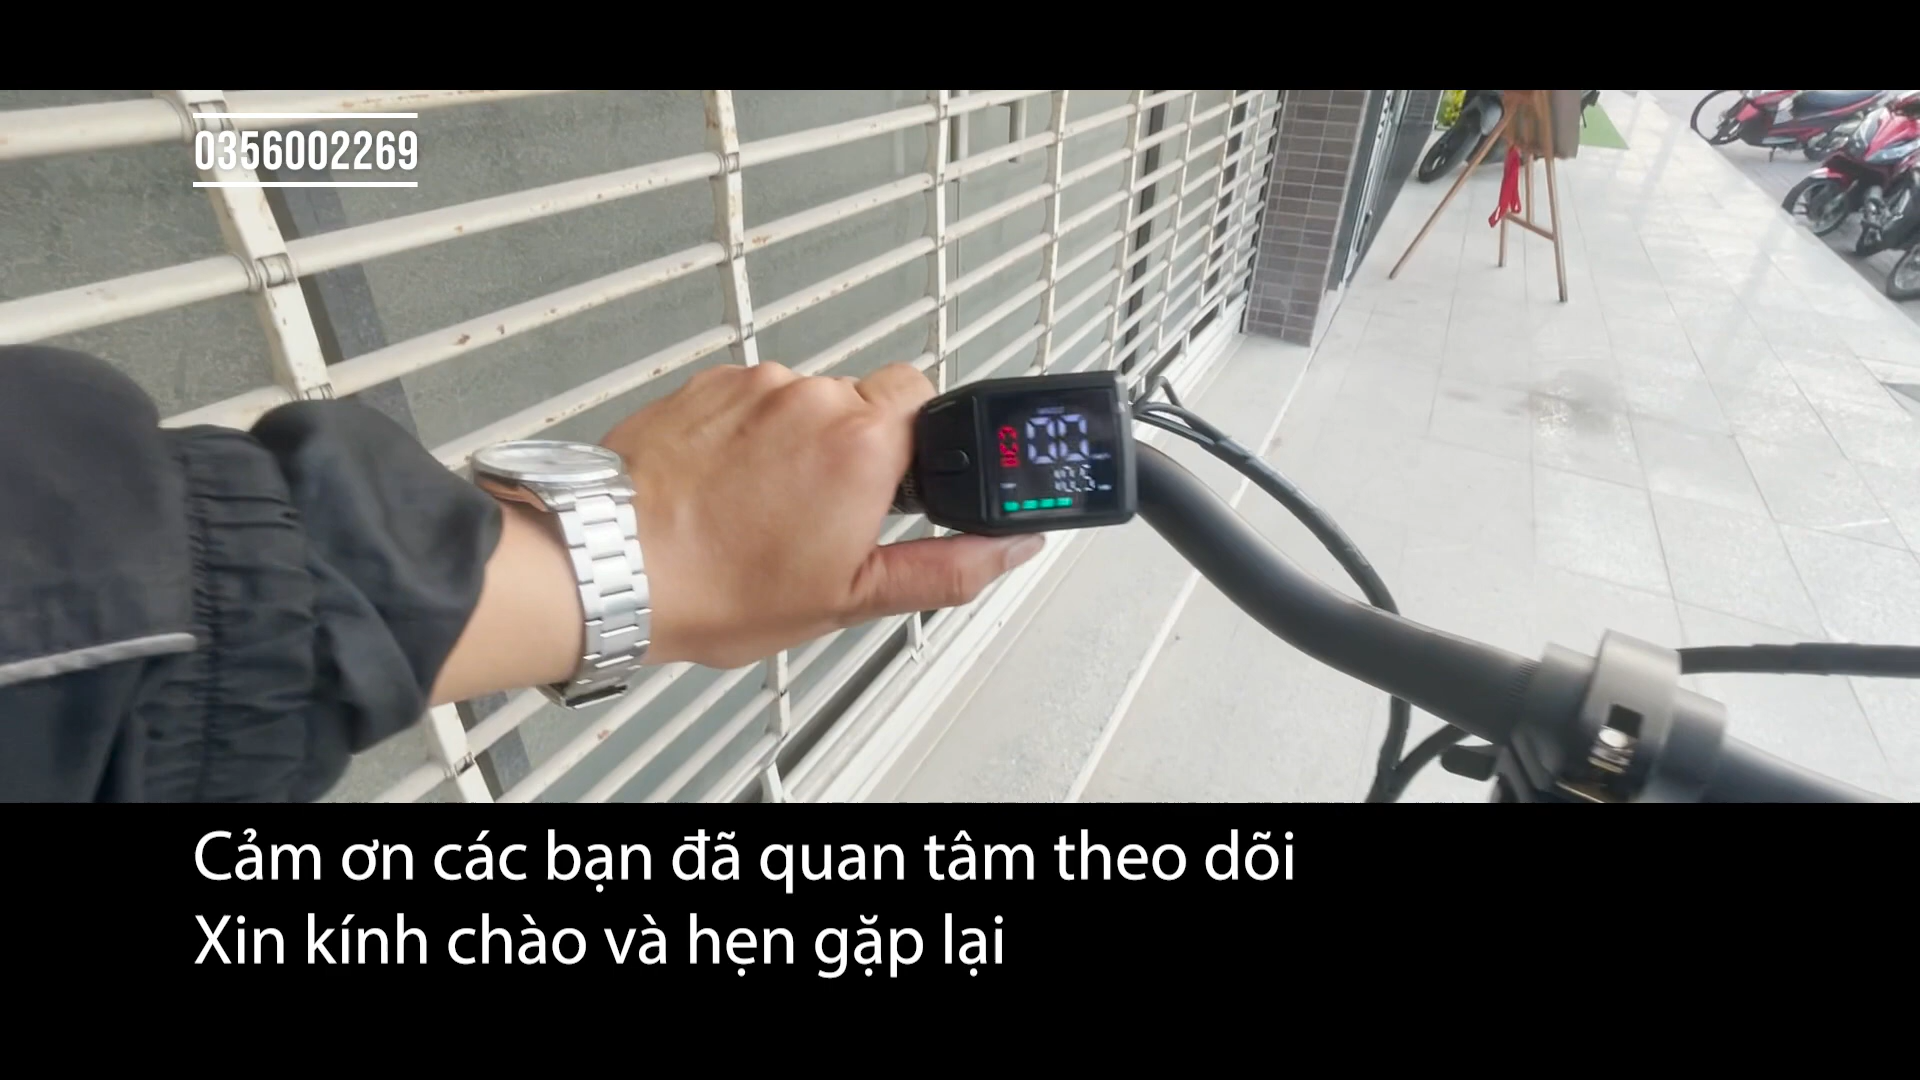 0356002269
Cảm ơn các bạn đã quan tâm theo dõi
Xin kính chào và hẹn gặp lại